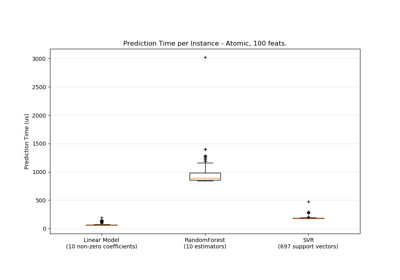 Prediction Time per Instance - Atomic, 100 feats.
3000
2500
2000
1500
1000
500
0
Prediction Time (us)
Linear Model
(10 non-zero coefficients)
RandomForest
(10 estimators)
SVR
(697 support vectors)